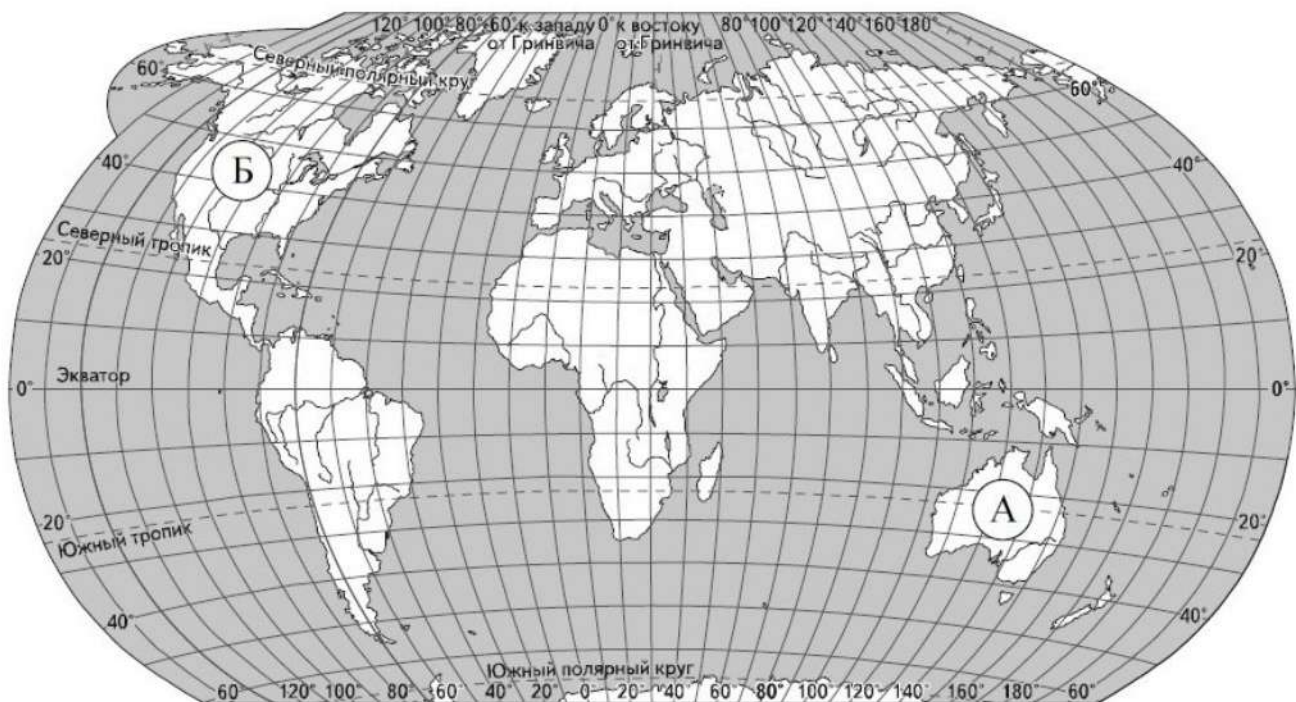 120° 100° 80° 60° к западу 0° к востоку 80° 100° 120° 140° 160° 180°
от Гринвича от Гринвича
60°
Северный полярный круг
60°
40°
40°
Б
Северный тропик
20°
20°
Экватор
0°
0°
А
20°
20°
Южный тропик
40°
40°
Южный полярный круг
60° 120° 100° 80° 60° 40° 20° 0° 20° 40° 60° 80° 100° 120° 140° 160° 180° 60°